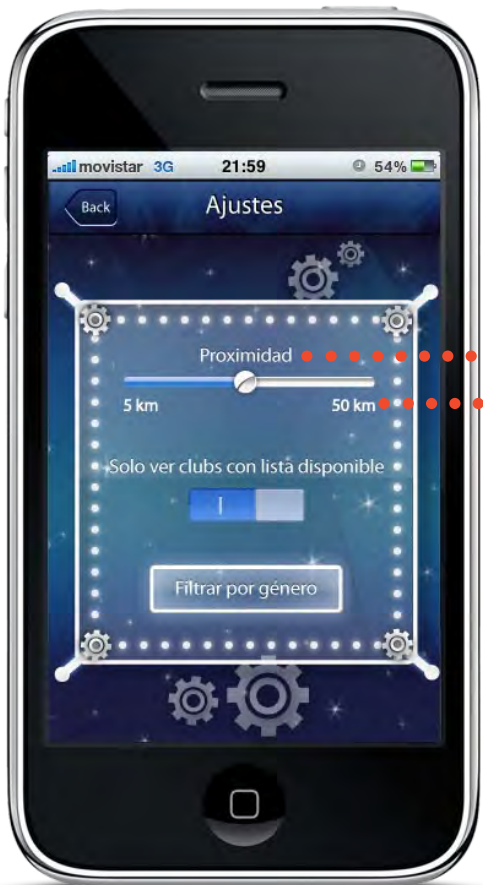 movistar 3G 21:59 54%
Back Ajustes
Proximidad
5 km 50 km
Solo ver clubs con lista disponible
Filtrar por género